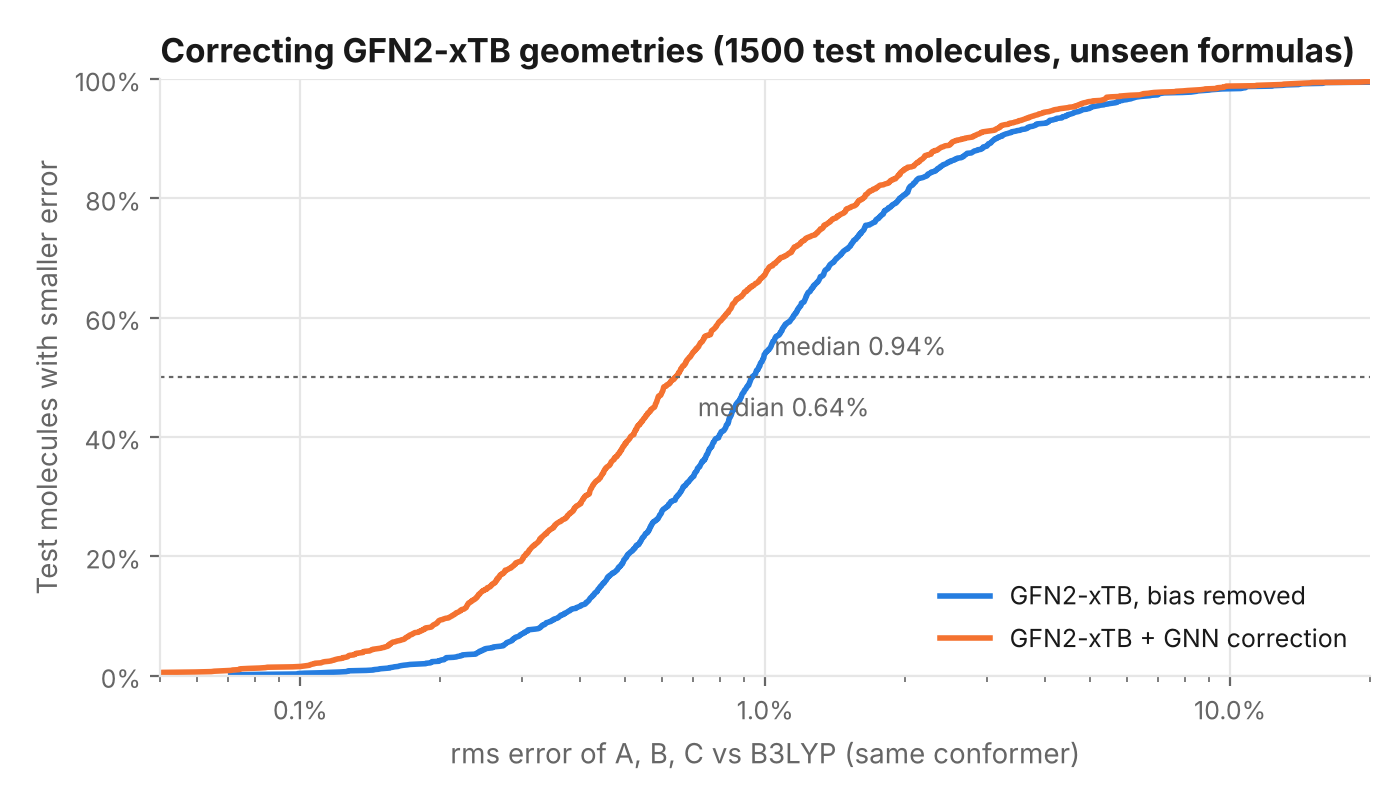 Correcting GFN2-xTB geometries (1500 test molecules, unseen formulas)
100%
80%
60%
40%
20%
0%
Test molecules with smaller error
median 0.94%
median 0.64%
GFN2-xTB, bias removed
GFN2-xTB + GNN correction
0.1%
1.0%
10.0%
rms error of A, B, C vs B3LYP (same conformer)